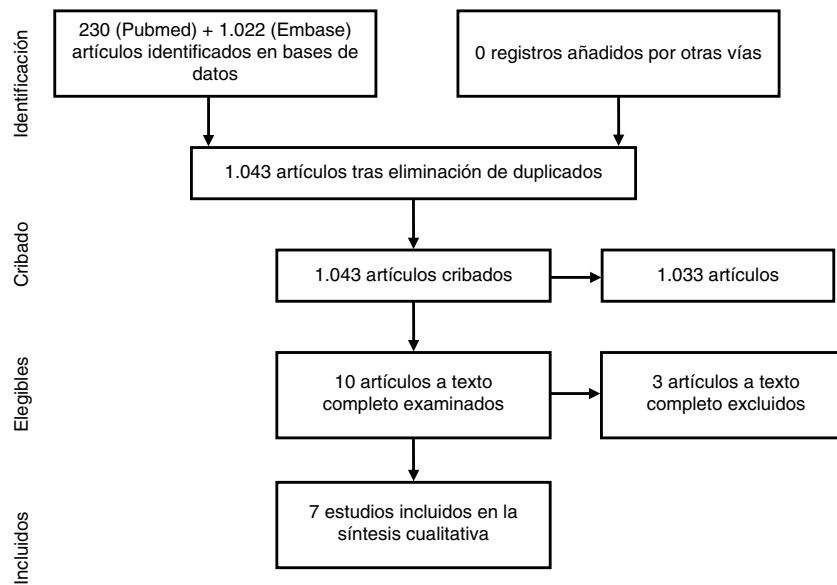 Identificación
230 (Pubmed) + 1.022 (Embase)
artículos identificados en bases de
datos
0 registros añadidos por otras vías
1.043 artículos tras eliminación de duplicados
Cribado
1.043 artículos cribados
1.033 artículos
Elegibles
10 artículos a texto
completo examinados
3 artículos a texto
completo excluidos
Incluidos
7 estudios incluidos en la
síntesis cualitativa